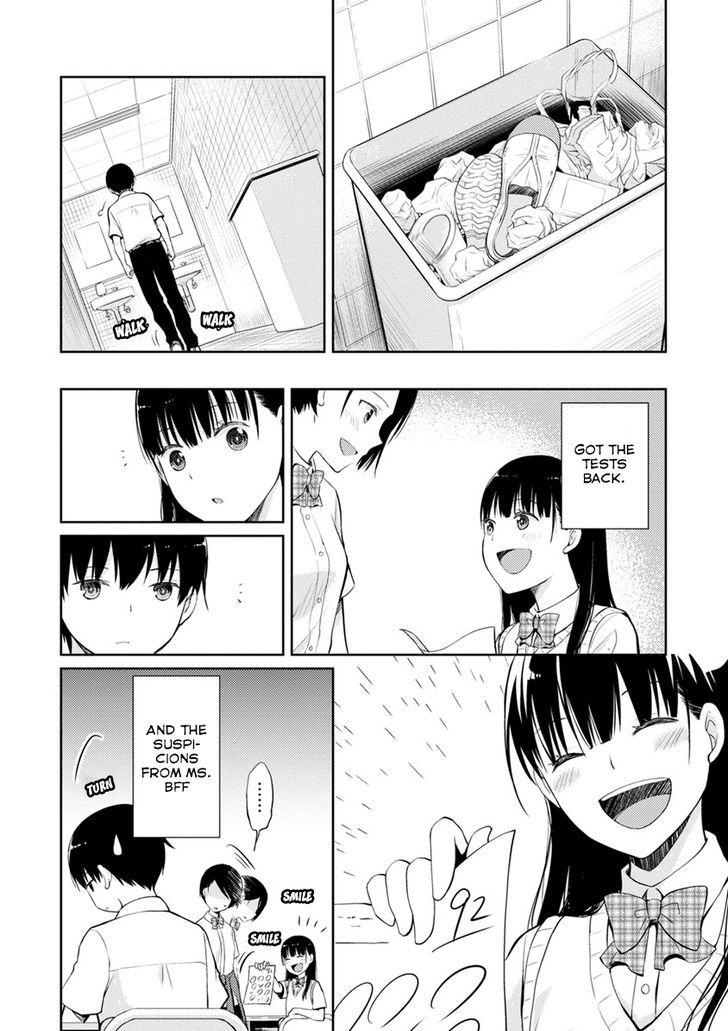 WALK
WALK
GOT THE
TESTS
BACK.
92
AND THE
SUSPI-
CIONS
FROM MS.
BFF
TURN
......
SMILE
SMILE